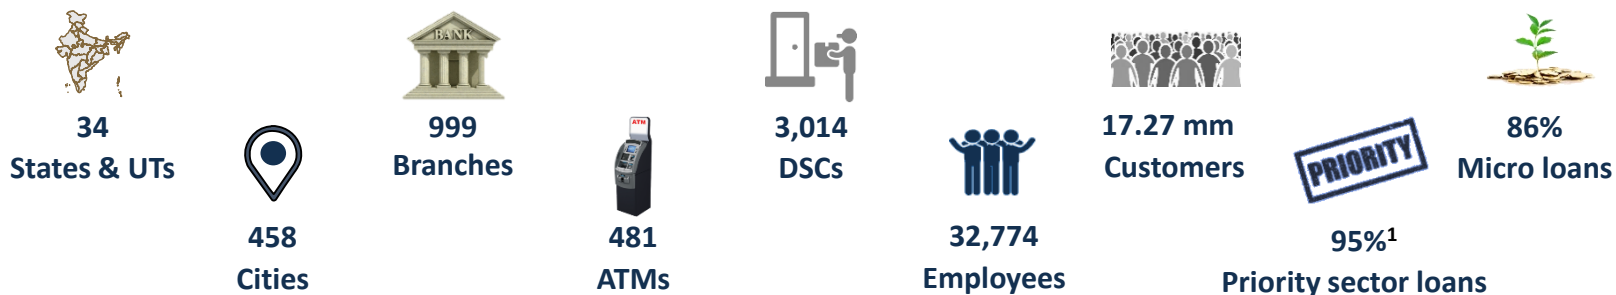 BANK
34
States & UTs
458
Cities
999
Branches
ATM
481
ATMs
3,014
DSCs
32,774
Employees
17.27 mm
Customers
PRIORITY
95%¹
Priority sector loans
86%
Micro loans